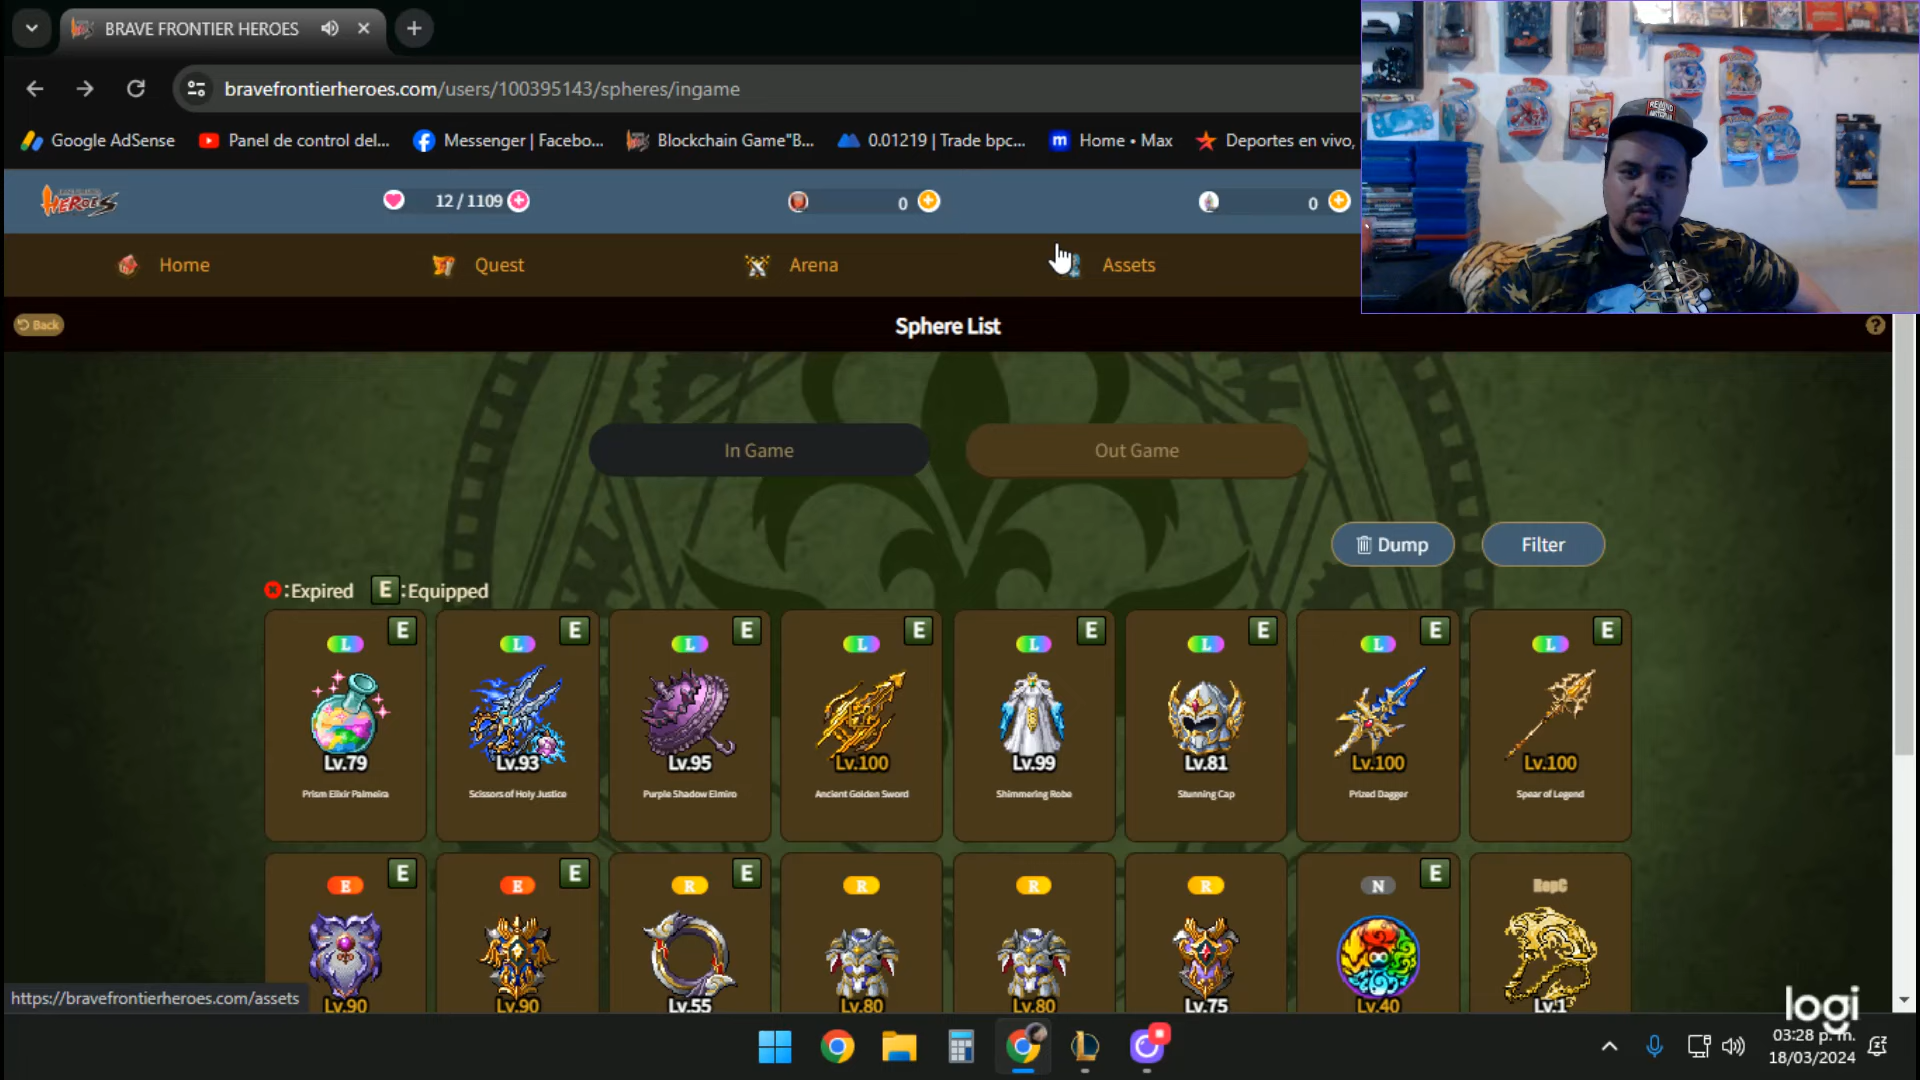 BRAVE FRONTIER HEROES
bravefrontierheroes.com/users/100395143/spheres/ingame
Google AdSense
Panel de control del...
Messenger | Facebo...
Blockchain Game"B...
0.01219 | Trade bpc...
Home • Max
Deportes en vivo,
HEROES
12 / 1109
0
0
Home
Quest
Arena
Assets
Back
Sphere List
?
In Game
Out Game
Dump
Filter
:Expired
E :Equipped
L E
L E
L E
L E
L E
L E
L E
L E
Lv.79
Lv.93
Lv.95
Lv.100
Lv.99
Lv.81
Lv.100
Lv.100
Prism Elixir Palmeira
Scissors of Holy Justice
Purple Shadow Elmiro
Ancient Golden Sword
Shimmering Robe
Stunning Cap
Prized Dagger
Spear of Legend
E E
E E
R E
R
R
R
N E
RepC
Lv.90
Lv.90
Lv.55
Lv.80
Lv.80
Lv.75
Lv.40
Lv.1
https://bravefrontierheroes.com/assets
logi
03:28 p. m.
18/03/2024